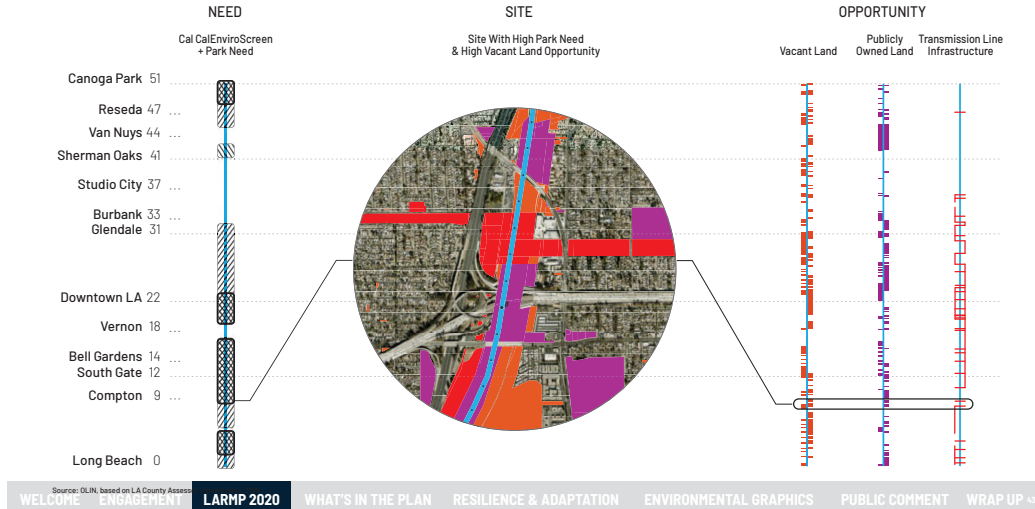 NEED
SITE
OPPORTUNITY
Cal CalEnviroScreen
+ Park Need
Site With High Park Need
& High Vacant Land Opportunity
Vacant Land
Publicly
Owned Land
Transmission Line
Infrastructure
Canoga Park 51
Reseda 47 ...
Van Nuys 44 ...
Sherman Oaks 41
Studio City 37 ...
Burbank 33 ...
Glendale 31
Downtown LA 22
Vernon 18 ...
Bell Gardens 14 ...
South Gate 12
Compton 9 ...
Long Beach 0
Source: OLIN, based on LA County
WELCOME ENGAGEMENT LARMP 2020 WHAT'S IN THE PLAN RESILIENCE & ADAPTATION ENVIRONMENTAL GRAPHICS PUBLIC COMMENT WRAP UP